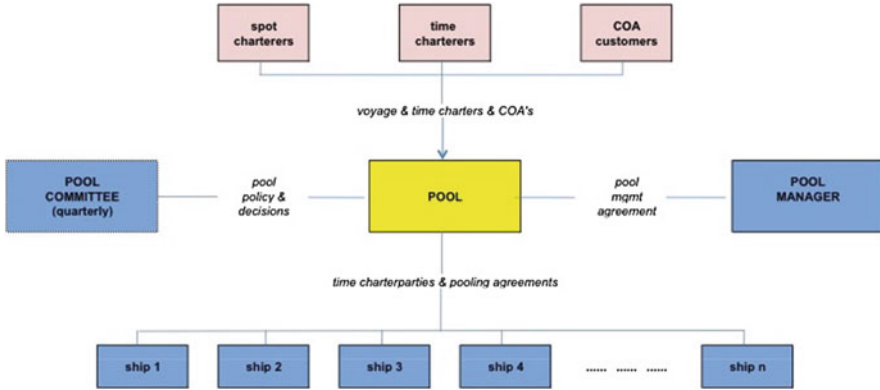 spot
charterers
time
charterers
COA
customers
voyage & time charters & COA's
POOL
COMMITTEE
(quarterly)
pool
policy &
decisions
POOL
pool
mgmt
agreement
POOL
MANAGER
time charterparties & pooling agreements
ship 1
ship 2
ship 3
ship 4
...... ...... ......
ship n